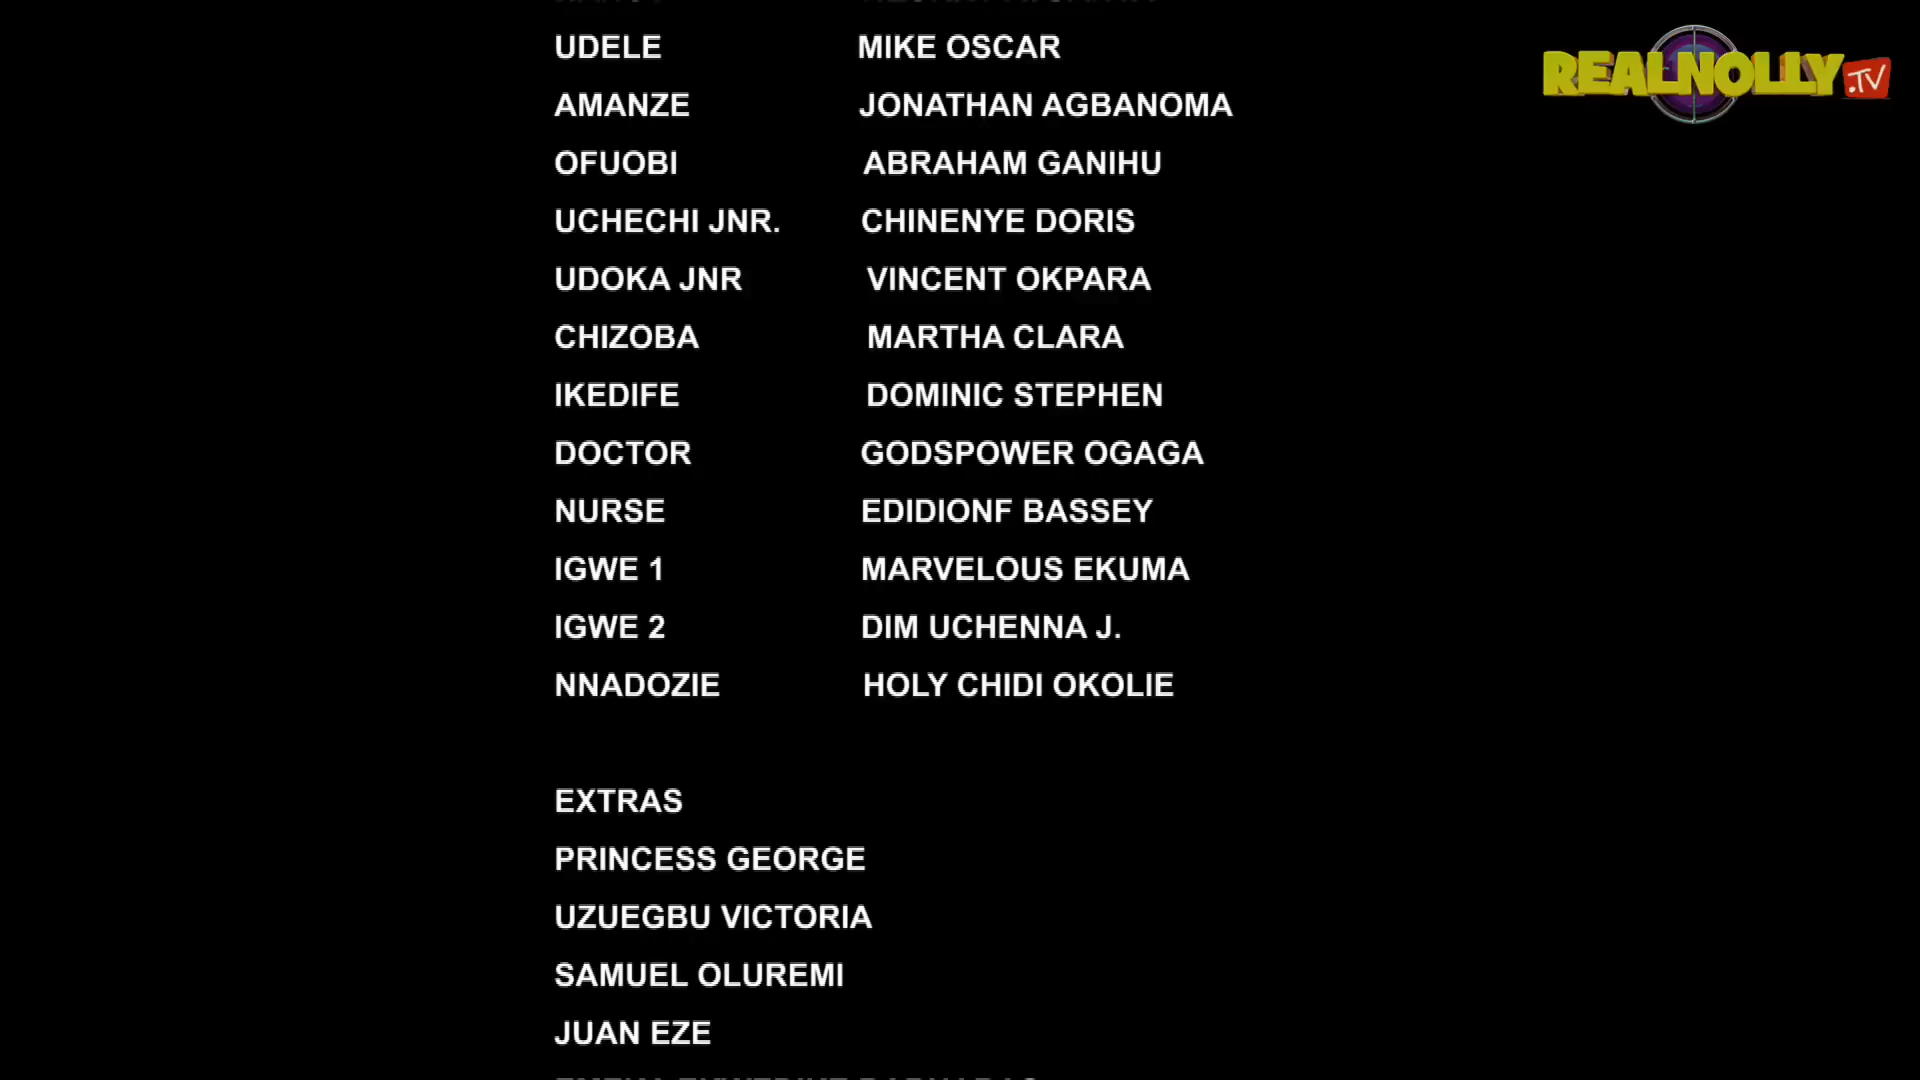 UDELE MIKE OSCAR
AMANZE JONATHAN AGBANOMA
OFUOBI ABRAHAM GANIHU
UCHECHI JNR. CHINENYE DORIS
UDOKA JNR VINCENT OKPARA
CHIZOBA MARTHA CLARA
IKEDIFE DOMINIC STEPHEN
DOCTOR GODSPOWER OGAGA
NURSE EDIDIONF BASSEY
IGWE 1 MARVELOUS EKUMA
IGWE 2 DIM UCHENNA J.
NNADOZIE HOLY CHIDI OKOLIE
EXTRAS
PRINCESS GEORGE
UZUEGBU VICTORIA
SAMUEL OLUREMI
JUAN EZE
REALNOLLY.TV